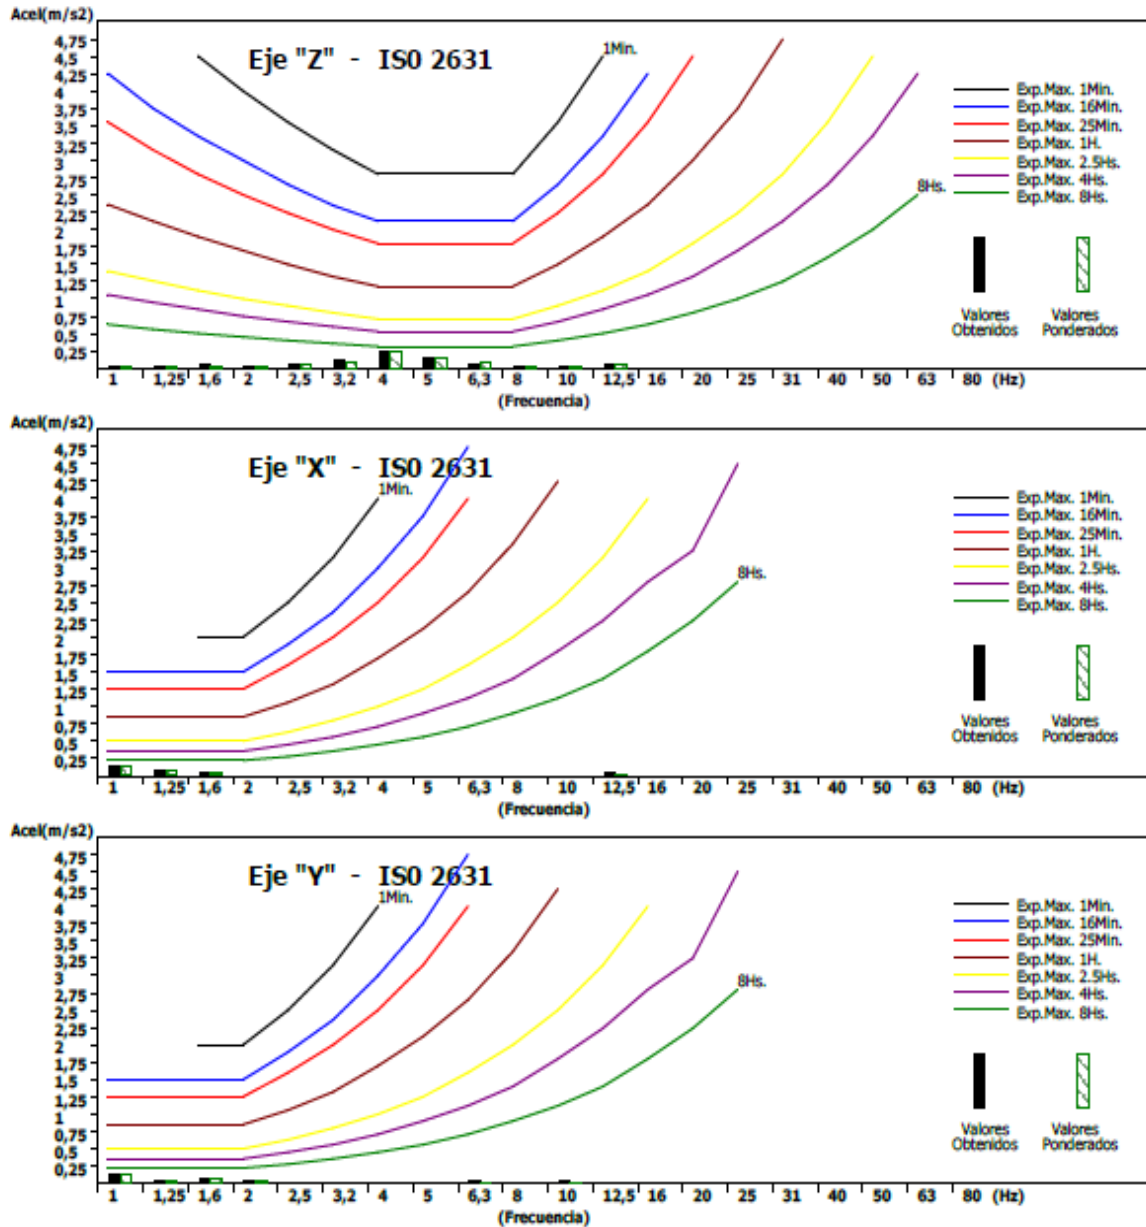 Acel(m/s2)
Eje "Z" - IS0 2631
4,75
4,5
4,25
4
3,75
3,5
3,25
3
2,75
2,5
2,25
2
1,75
1,5
1,25
1
0,75
0,5
0,25
1Min.
8Hs.
Exp.Max. 1Min.
Exp.Max. 16Min.
Exp.Max. 25Min.
Exp.Max. 1H.
Exp.Max. 2.5Hs.
Exp.Max. 4Hs.
Exp.Max. 8Hs.
Valores Obtenidos
Valores Ponderados
1 1,25 1,6 2 2,5 3,2 4 5 6,3 8 10 12,5 16 20 25 31 40 50 63 80 (Hz)
(Frecuencia)
Acel(m/s2)
Eje "X" - IS0 2631
4,75
4,5
4,25
4
3,75
3,5
3,25
3
2,75
2,5
2,25
2
1,75
1,5
1,25
1
0,75
0,5
0,25
1Min.
8Hs.
Exp.Max. 1Min.
Exp.Max. 16Min.
Exp.Max. 25Min.
Exp.Max. 1H.
Exp.Max. 2.5Hs.
Exp.Max. 4Hs.
Exp.Max. 8Hs.
Valores Obtenidos
Valores Ponderados
1 1,25 1,6 2 2,5 3,2 4 5 6,3 8 10 12,5 16 20 25 31 40 50 63 80 (Hz)
(Frecuencia)
Acel(m/s2)
Eje "Y" - IS0 2631
4,75
4,5
4,25
4
3,75
3,5
3,25
3
2,75
2,5
2,25
2
1,75
1,5
1,25
1
0,75
0,5
0,25
1Min.
8Hs.
Exp.Max. 1Min.
Exp.Max. 16Min.
Exp.Max. 25Min.
Exp.Max. 1H.
Exp.Max. 2.5Hs.
Exp.Max. 4Hs.
Exp.Max. 8Hs.
Valores Obtenidos
Valores Ponderados
1 1,25 1,6 2 2,5 3,2 4 5 6,3 8 10 12,5 16 20 25 31 40 50 63 80 (Hz)
(Frecuencia)